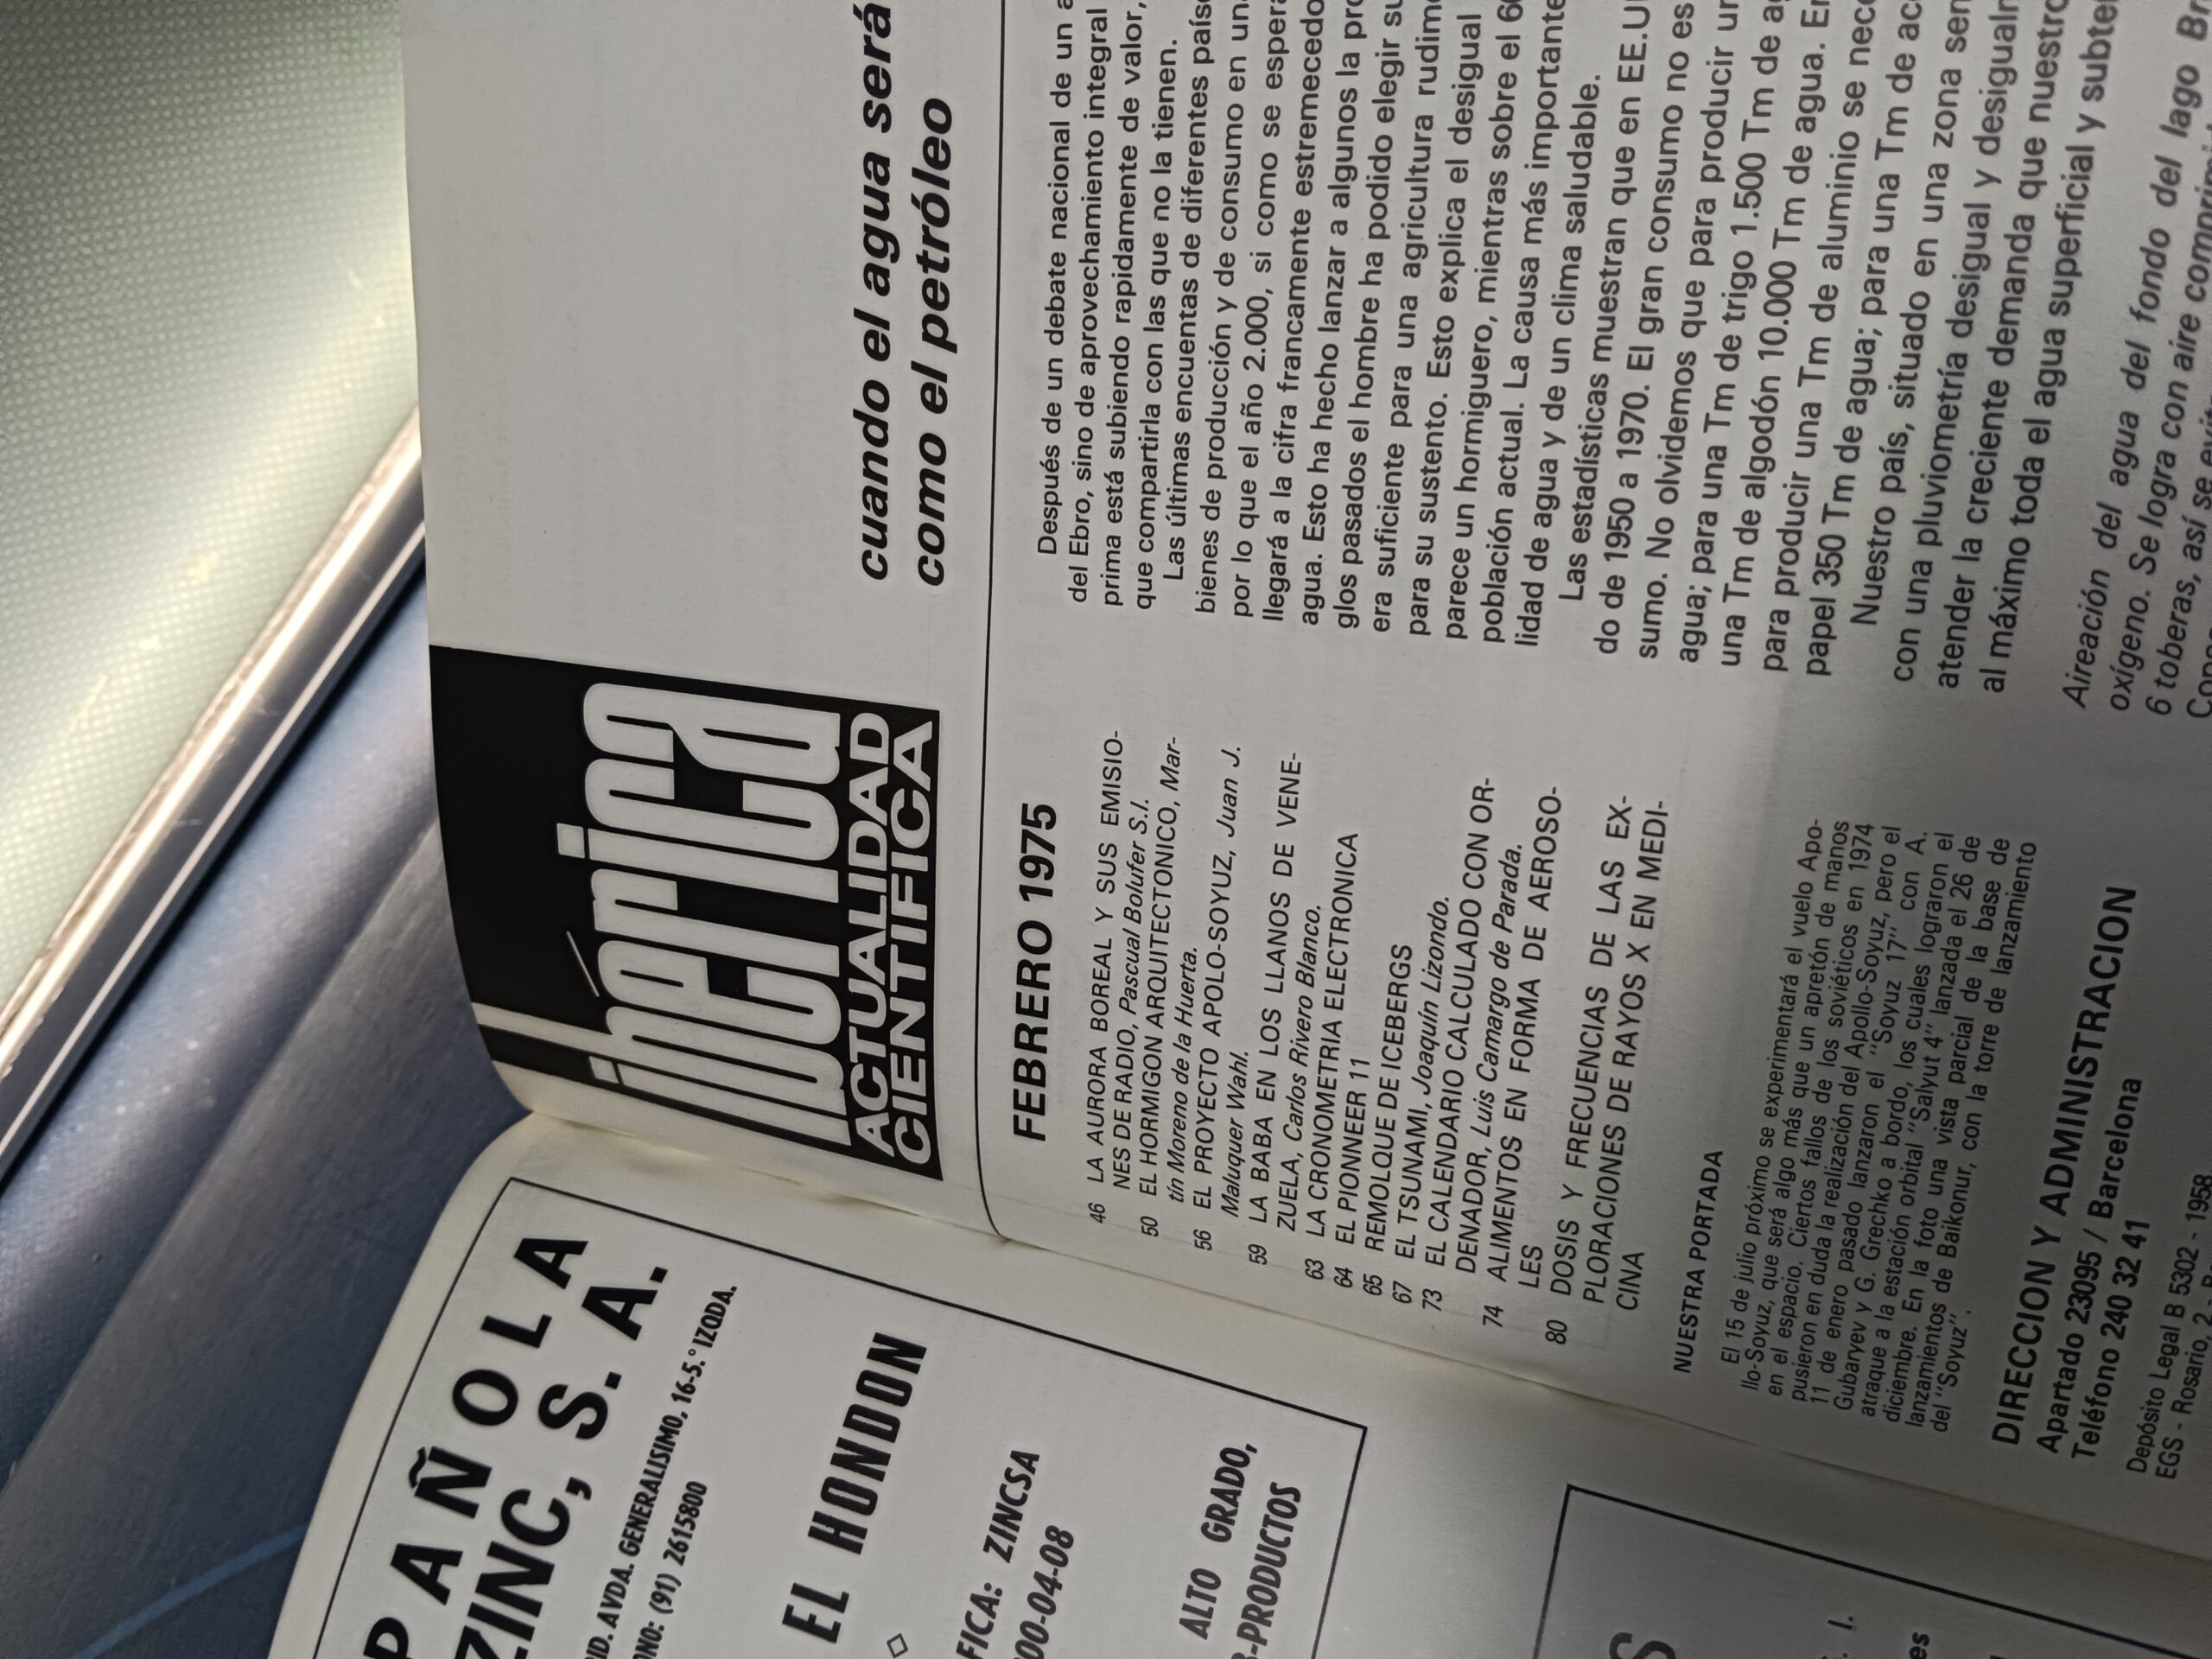 PAÑOLA
ZINC, S. A.
AVDA. GENERALISIMO, 16-5.° IZQDA.
(91) 2615800
EL HONDON
FICA: ZINCSA
00-04-08
ALTO GRADO,
PRODUCTOS
ibérica
ACTUALIDAD
CIENTIFICA
FEBRERO 1975
46 LA AURORA BOREAL Y SUS EMISIO-
NES DE RADIO, Pascual Bolufer S.I.
50 EL HORMIGON ARQUITECTONICO, Mar-
tín Moreno de la Huerta.
56 EL PROYECTO APOLO-SOYUZ, Juan J.
Maluquer Wahl.
59 LA BABA EN LOS LLANOS DE VENE-
ZUELA, Carlos Rivero Blanco.
63 LA CRONOMETRIA ELECTRONICA
64 EL PIONNEER 11
65 REMOLQUE DE ICEBERGS
67 EL TSUNAMI, Joaquín Lizondo.
73 EL CALENDARIO CALCULADO CON OR-
DENADOR, Luis Camargo de Parada.
74 ALIMENTOS EN FORMA DE AEROSO-
LES
80 DOSIS Y FRECUENCIAS DE LAS EX-
PLORACIONES DE RAYOS X EN MEDI-
CINA
NUESTRA PORTADA
El 15 de julio próximo se experimentará el vuelo Apo-
llo-Soyuz, que será algo más que un apretón de manos
en el espacio. Ciertos fallos de los soviéticos en 1974
pusieron en duda la realización del Apollo-Soyuz, pero el
11 de enero pasado lanzaron el "Soyuz 17" con A.
Gubaryev y G. Grechko a bordo, los cuales lograron el
atraque a la estación orbital "Salyut 4" lanzada el 26 de
diciembre. En la foto una vista parcial de la base de
lanzamientos de Baikonur, con la torre de lanzamiento
del "Soyuz".
DIRECCION Y ADMINISTRACION
Apartado 23095 / Barcelona
Teléfono 240 32 41
Depósito Legal B 5302 - 1958
EGS - Rosario, 2
cuando el agua será
como el petróleo
Después de un debate nacional de un
del Ebro, sino de aprovechamiento integral
prima está subiendo rapidamente de valor,
que compartirla con las que no la tienen.
Las últimas encuentas de diferentes
bienes de producción y de consumo en
por lo que el año 2.000, si como se
llegará a la cifra francamente
agua. Esto ha hecho lanzar a algunos la
glos pasados el hombre ha podido elegir
era suficiente para una agricultura
para su sustento. Esto explica el desigual
parece un hormiguero, mientras sobre el
población actual. La causa más importante
lidad de agua y de un clima saludable.
Las estadísticas muestran que en
do de 1950 a 1970. El gran consumo no es
sumo. No olvidemos que para producir
agua; para una Tm de trigo 1.500 Tm de
una Tm de algodón 10.000 Tm de agua.
para producir una Tm de aluminio se
papel 350 Tm de agua; para una Tm de
Nuestro país, situado en una zona
con una pluviometría desigual y
atender la creciente demanda que
al máximo toda el agua superficial y
Aireación del agua del fondo del lago
oxígeno. Se logra con aire
6 toberas, así se